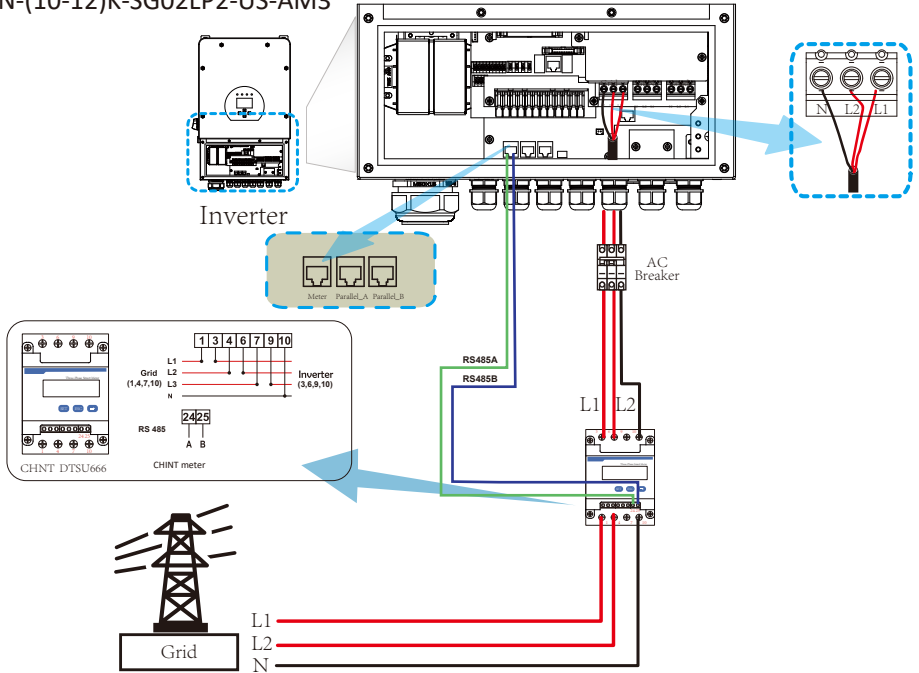 N-(10-12)K-SG02LP2-US-AM3
N L2 L1
Inverter
Meter Parallel_A Parallel_B
AC
Breaker
1 3 4 6 7 9 10
L1
Grid L2 Inverter
(1,4,7,10) L3 (3,6,9,10)
N
24 25
RS 485
A B
CHNT DTSU666
CHINT meter
RS485A
RS485B
L1 L2
L1
L2
N
Grid